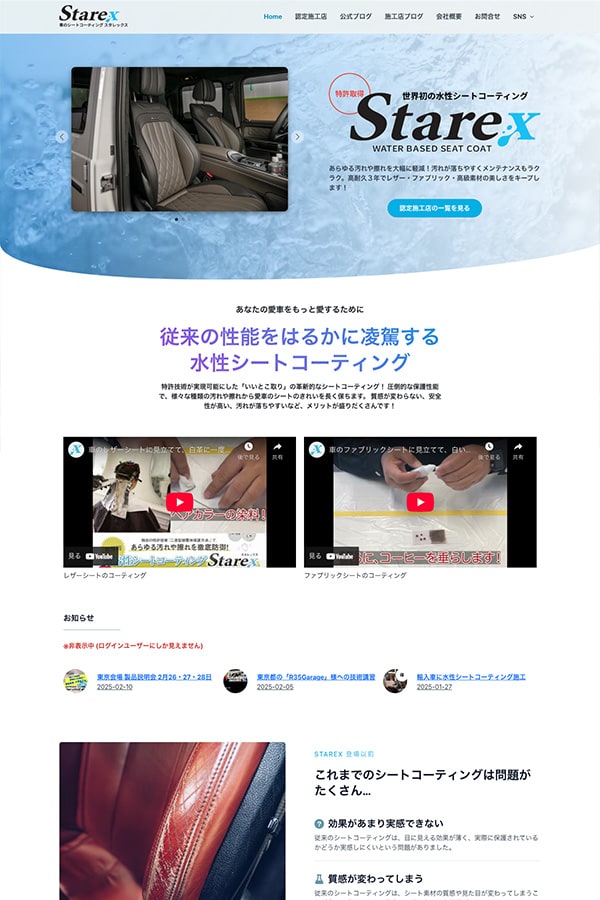 Starex
車のシートコーティング スタレックス
Home 認定施工店 公式ブログ 施工店ブログ 会社概要 お問合せ SNS
特許取得
世界初の水性シートコーティング
Starex
WATER BASED SEAT COAT
あらゆる汚れや擦れを大幅に軽減！汚れが落ちやすくメンテナンスもラク
ラク。高耐久３年でレザー・ファブリック・高級素材の美しさをキープし
ます！
認定施工店の一覧を見る
あなたの愛車をもっと愛するために
従来の性能をはるかに凌駕する
水性シートコーティング
特許技術が実現可能にした「いいとこ取り」の革新的なシートコーティング！ 圧倒的な保護性能
で、様々な種類の汚れや擦れから愛車のシートのきれいを長く保ちます。 質感が変わらない、安全
性が高い、汚れが落ちやすいなど、メリットが盛りだくさんです！
車のレザーシートに見立てて、白革に一度...
後で見る 共有
ヘアカラーの染料！
あらゆる汚れや擦れを徹底防御!
Starex
見る YouTube
レザーシートのコーティング
車のファブリックシートに見立てて、白い...
後で見る 共有
に、コーヒーを垂らします！
見る YouTube
ファブリックシートのコーティング
お知らせ
※非表示中 (ログインユーザーにしか見えません)
東京会場 製品説明会 2月26・27・28日
2025-02-10
東京都の「R35Garage」様への技術講習
2025-02-05
輸入車に水性シートコーティング施工
2025-01-27
STAREX 登場以前
これまでのシートコーティングは問題が
たくさん…
効果があまり実感できない
従来のシートコーティングは、目に見える効果が薄く、実際に保護されている
かどうか実感しにくいという問題がありました。
質感が変わってしまう
従来のシートコーティングは、シート素材の質感や見た目が変わってしまうこ